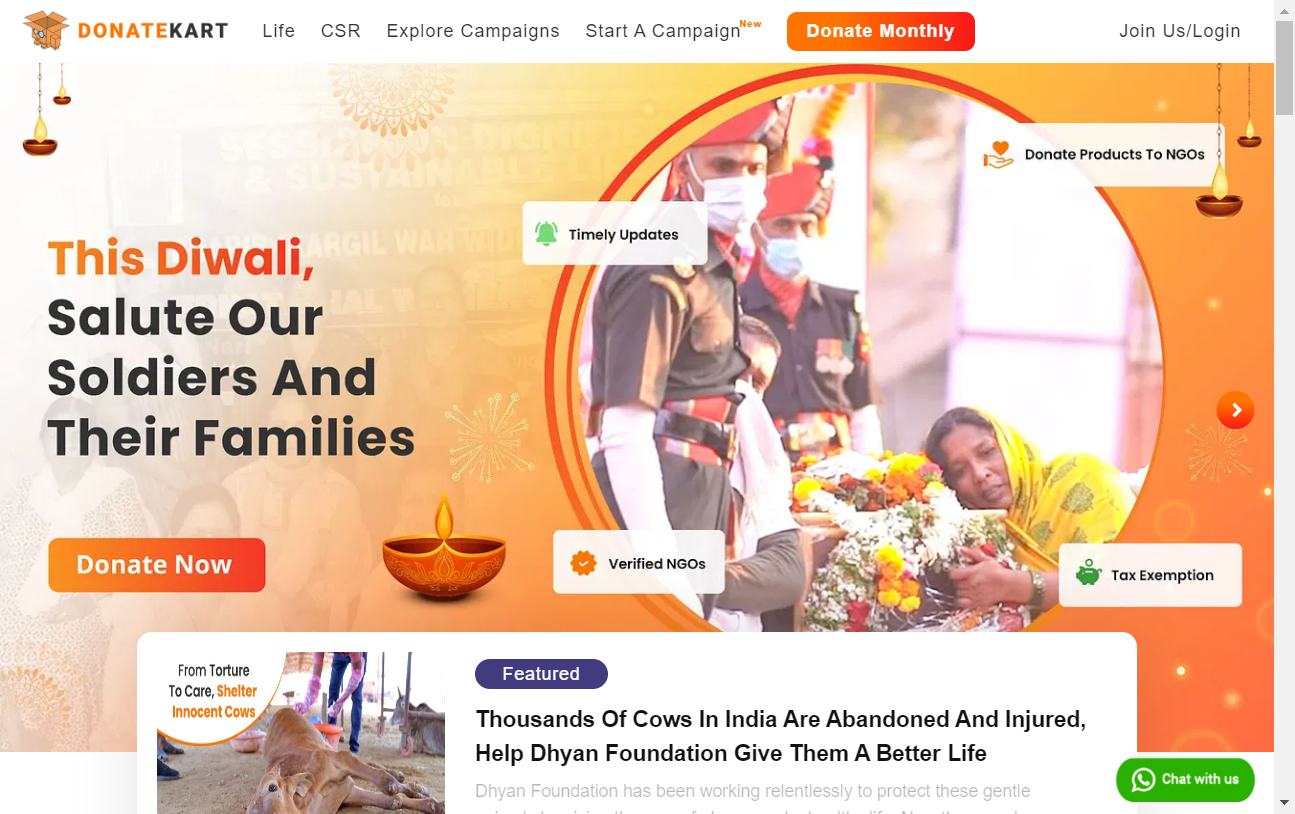 DONATEKART
Life
CSR
Explore Campaigns
Start A Campaign
New
Donate Monthly
Join Us/Login
Donate Products To NGOs
Timely Updates
This Diwali,
Salute Our
Soldiers And
Their Families
Donate Now
Verified NGOs
Tax Exemption
From Torture
To Care, Shelter
Innocent Cows
Featured
Thousands Of Cows In India Are Abandoned And Injured,
Help Dhyan Foundation Give Them A Better Life
Dhyan Foundation has been working relentlessly to protect these gentle
Chat with us